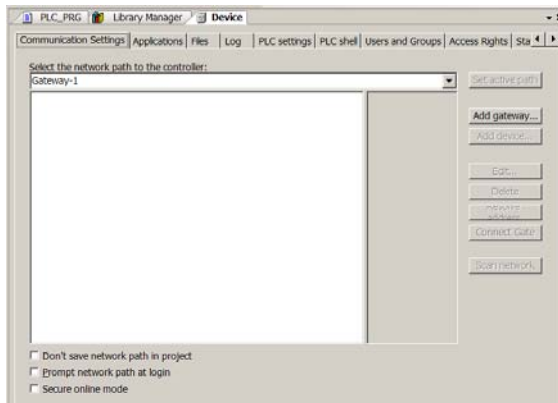 PLC_PRG Library Manager Device
Communication Settings Applications Files Log PLC settings PLC shell Users and Groups Access Rights Sta
Select the network path to the controller:
Gateway-1
Set active path
Add gateway...
Add device...
Edit...
Delete
address
Connect Gate
Scan network
Don't save network path in project
Prompt network path at login
Secure online mode